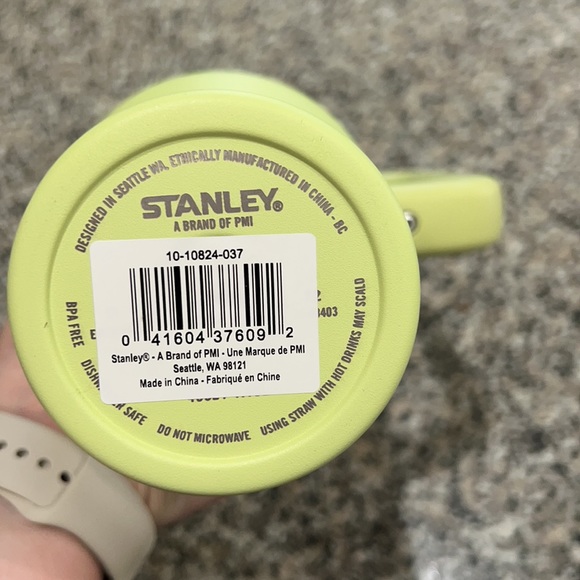 DESIGNED IN SEATTLE WA, ETHICALLY MANUFACTURED IN CHINA - BC
STANLEY®
A BRAND OF PMI
10-10824-037
0 41604 37609 2
Stanley® - A Brand of PMI - Une Marque de PMI
Seattle, WA 98121
Made in China - Fabriqué en Chine
BPA FREE
DO NOT MICROWAVE
USING STRAW WITH HOT DRINKS MAY SCALD